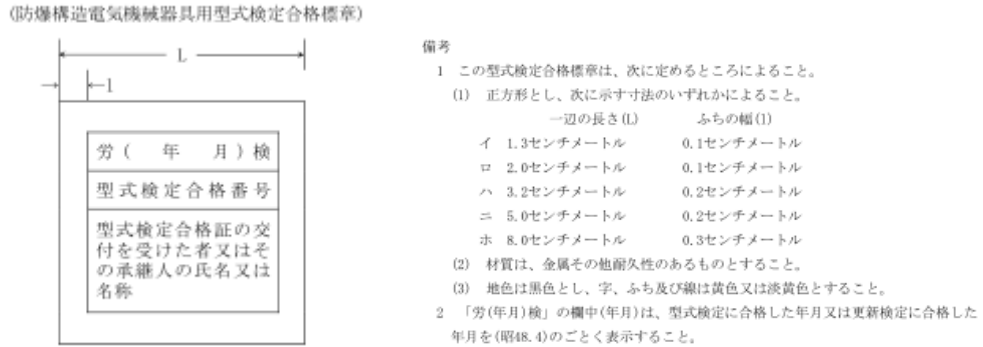 (防爆構造電気機械器具用型式検定合格標章)
L
l
労(　年　月)検
型式検定合格番号
型式検定合格証の交
付を受けた者又はそ
の承継人の氏名又は
名称
備考
1　この型式検定合格標章は、次に定めるところによること。
(1)　正方形とし、次に示す寸法のいずれかによること。
一辺の長さ(L)　ふちの幅(l)
イ　1.3センチメートル　0.1センチメートル
ロ　2.0センチメートル　0.1センチメートル
ハ　3.2センチメートル　0.2センチメートル
ニ　5.0センチメートル　0.2センチメートル
ホ　8.0センチメートル　0.3センチメートル
(2)　材質は、金属その他耐久性のあるものとすること。
(3)　地色は黒色とし、字、ふち及び線は黄色又は淡黄色とすること。
2　「労(年月)検」の欄中(年月)は、型式検定に合格した年月又は更新検定に合格した
年月を(昭48.4)のごとく表示すること。